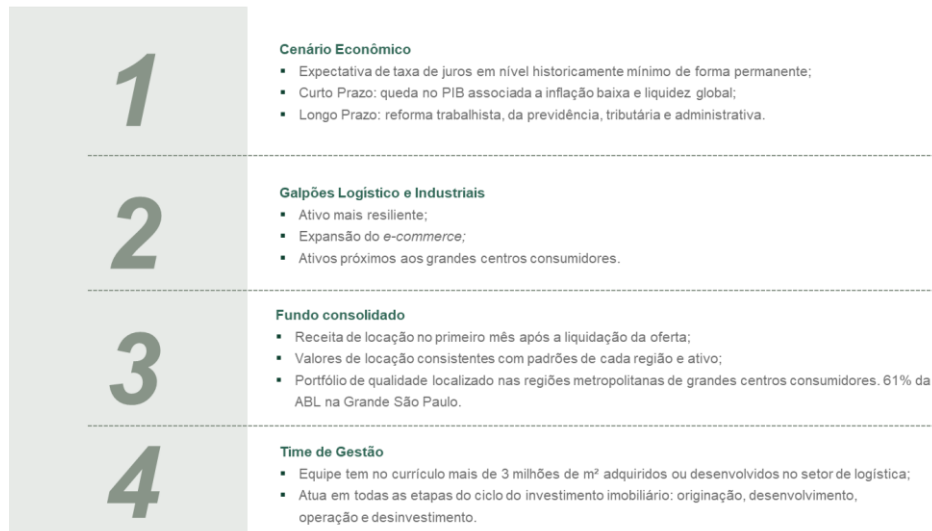 1
Cenário Econômico
▪ Expectativa de taxa de juros em nível historicamente mínimo de forma permanente;
▪ Curto Prazo: queda no PIB associada a inflação baixa e liquidez global;
▪ Longo Prazo: reforma trabalhista, da previdência, tributária e administrativa.
2
Galpões Logístico e Industriais
▪ Ativo mais resiliente;
▪ Expansão do e-commerce;
▪ Ativos próximos aos grandes centros consumidores.
3
Fundo consolidado
▪ Receita de locação no primeiro mês após a liquidação da oferta;
▪ Valores de locação consistentes com padrões de cada região e ativo;
▪ Portfólio de qualidade localizado nas regiões metropolitanas de grandes centros consumidores. 61% da
ABL na Grande São Paulo.
4
Time de Gestão
▪ Equipe tem no currículo mais de 3 milhões de m² adquiridos ou desenvolvidos no setor de logística;
▪ Atua em todas as etapas do ciclo do investimento imobiliário: originação, desenvolvimento,
operação e desinvestimento.